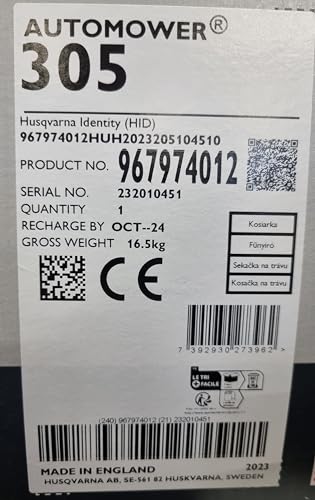 AUTOMOWER®
305
Husqvarna Identity (HID)
967974012HUH2023205104510
PRODUCT NO. 967974012
SERIAL NO. 232010451
QUANTITY 1
RECHARGE BY OCT--24
GROSS WEIGHT 16.5kg
Kosiarka
Fűnyíró
Sekačka na trávu
Kosačka na trávu
CE
7 392930 273962 >
LE TRI
+ FACILE
(240) 967974012 (21) 232010451
MADE IN ENGLAND 2023
HUSQVARNA AB, SE-561 82 HUSKVARNA, SWEDEN